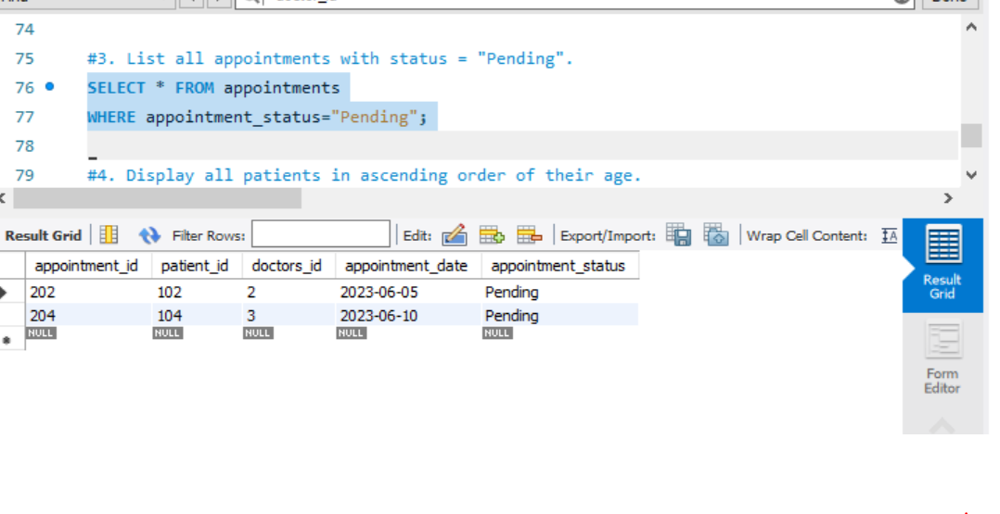 74
75 #3. List all appointments with status = "Pending".
76 SELECT * FROM appointments
77 WHERE appointment_status="Pending";
78
79 #4. Display all patients in ascending order of their age.
Result Grid Filter Rows: Edit: Export/Import: Wrap Cell Content:
appointment_id patient_id doctors_id appointment_date appointment_status
202 102 2 2023-06-05 Pending
204 104 3 2023-06-10 Pending
NULL NULL NULL NULL NULL
Result
Grid
Form
Editor